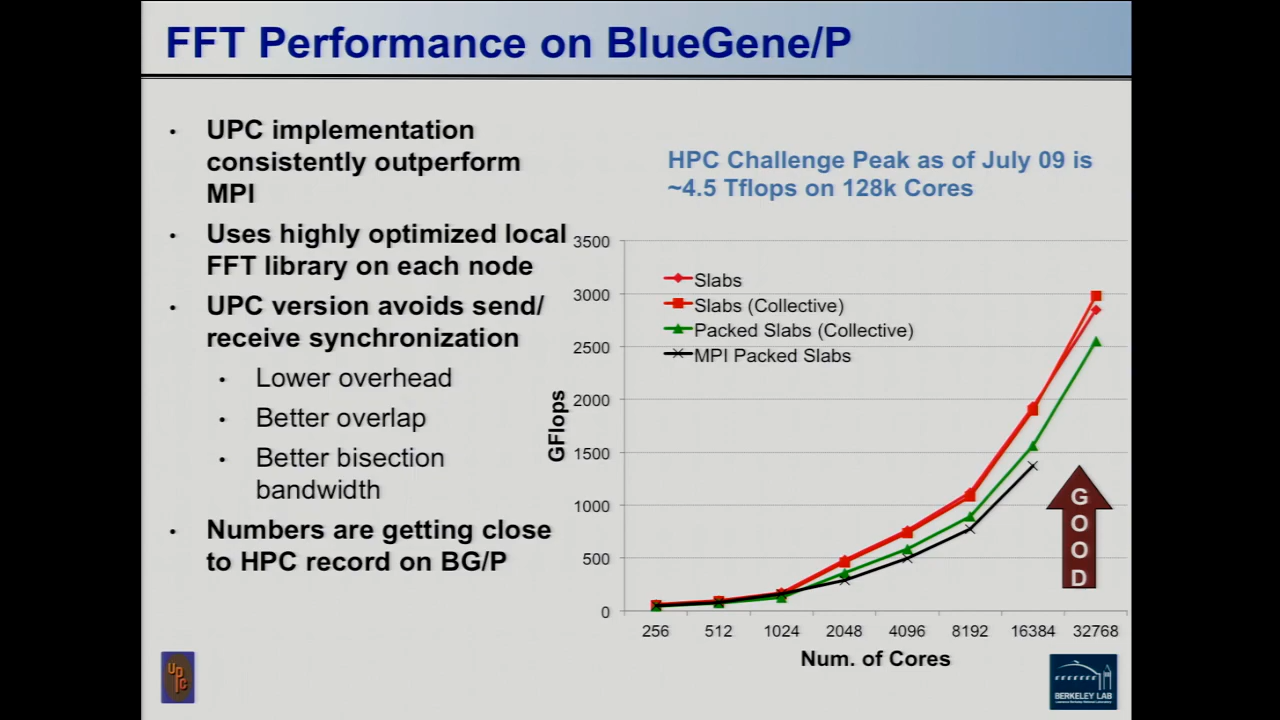 FFT Performance on BlueGene/P
• UPC implementation
consistently outperform
MPI
• Uses highly optimized local
FFT library on each node
• UPC version avoids send/
receive synchronization
• Lower overhead
• Better overlap
• Better bisection
bandwidth
• Numbers are getting close
to HPC record on BG/P
HPC Challenge Peak as of July 09 is
~4.5 Tflops on 128k Cores
3500
3000
2500
2000
1500
1000
500
0
GFlops
Slabs
Slabs (Collective)
Packed Slabs (Collective)
MPI Packed Slabs
GOOD
256 512 1024 2048 4096 8192 16384 32768
Num. of Cores
UPC
BERKELEY LAB